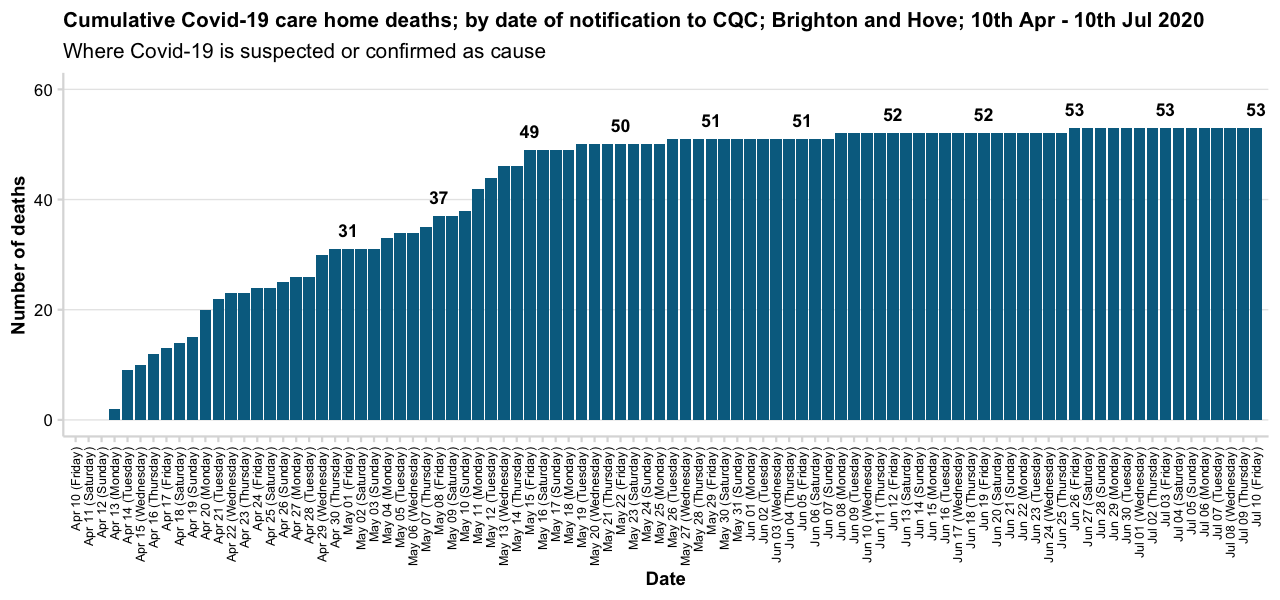 Cumulative Covid-19 care home deaths; by date of notification to CQC; Brighton and Hove; 10th Apr - 10th Jul 2020
Where Covid-19 is suspected or confirmed as cause
Number of deaths
60
40
20
0
31
37
49
50
51
51
52
52
53
53
53
Apr 10 (Friday)
Apr 11 (Saturday)
Apr 12 (Sunday)
Apr 13 (Monday)
Apr 14 (Tuesday)
Apr 15 (Wednesday)
Apr 16 (Thursday)
Apr 17 (Friday)
Apr 18 (Saturday)
Apr 19 (Sunday)
Apr 20 (Monday)
Apr 21 (Tuesday)
Apr 22 (Wednesday)
Apr 23 (Thursday)
Apr 24 (Friday)
Apr 25 (Saturday)
Apr 26 (Sunday)
Apr 27 (Monday)
Apr 28 (Tuesday)
Apr 29 (Wednesday)
Apr 30 (Thursday)
May 01 (Friday)
May 02 (Saturday)
May 03 (Sunday)
May 04 (Monday)
May 05 (Tuesday)
May 06 (Wednesday)
May 07 (Thursday)
May 08 (Friday)
May 09 (Saturday)
May 10 (Sunday)
May 11 (Monday)
May 12 (Tuesday)
May 13 (Wednesday)
May 14 (Thursday)
May 15 (Friday)
May 16 (Saturday)
May 17 (Sunday)
May 18 (Monday)
May 19 (Tuesday)
May 20 (Wednesday)
May 21 (Thursday)
May 22 (Friday)
May 23 (Saturday)
May 24 (Sunday)
May 25 (Monday)
May 26 (Tuesday)
May 27 (Wednesday)
May 28 (Thursday)
May 29 (Friday)
May 30 (Saturday)
May 31 (Sunday)
Jun 01 (Monday)
Jun 02 (Tuesday)
Jun 03 (Wednesday)
Jun 04 (Thursday)
Jun 05 (Friday)
Jun 06 (Saturday)
Jun 07 (Sunday)
Jun 08 (Monday)
Jun 09 (Tuesday)
Jun 10 (Wednesday)
Jun 11 (Thursday)
Jun 12 (Friday)
Jun 13 (Saturday)
Jun 14 (Sunday)
Jun 15 (Monday)
Jun 16 (Tuesday)
Jun 17 (Wednesday)
Jun 18 (Thursday)
Jun 19 (Friday)
Jun 20 (Saturday)
Jun 21 (Sunday)
Jun 22 (Monday)
Jun 23 (Tuesday)
Jun 24 (Wednesday)
Jun 25 (Thursday)
Jun 26 (Friday)
Jun 27 (Saturday)
Jun 28 (Sunday)
Jun 29 (Monday)
Jun 30 (Tuesday)
Jul 01 (Wednesday)
Jul 02 (Thursday)
Jul 03 (Friday)
Jul 04 (Saturday)
Jul 05 (Sunday)
Jul 06 (Monday)
Jul 07 (Tuesday)
Jul 08 (Wednesday)
Jul 09 (Thursday)
Jul 10 (Friday)
Date